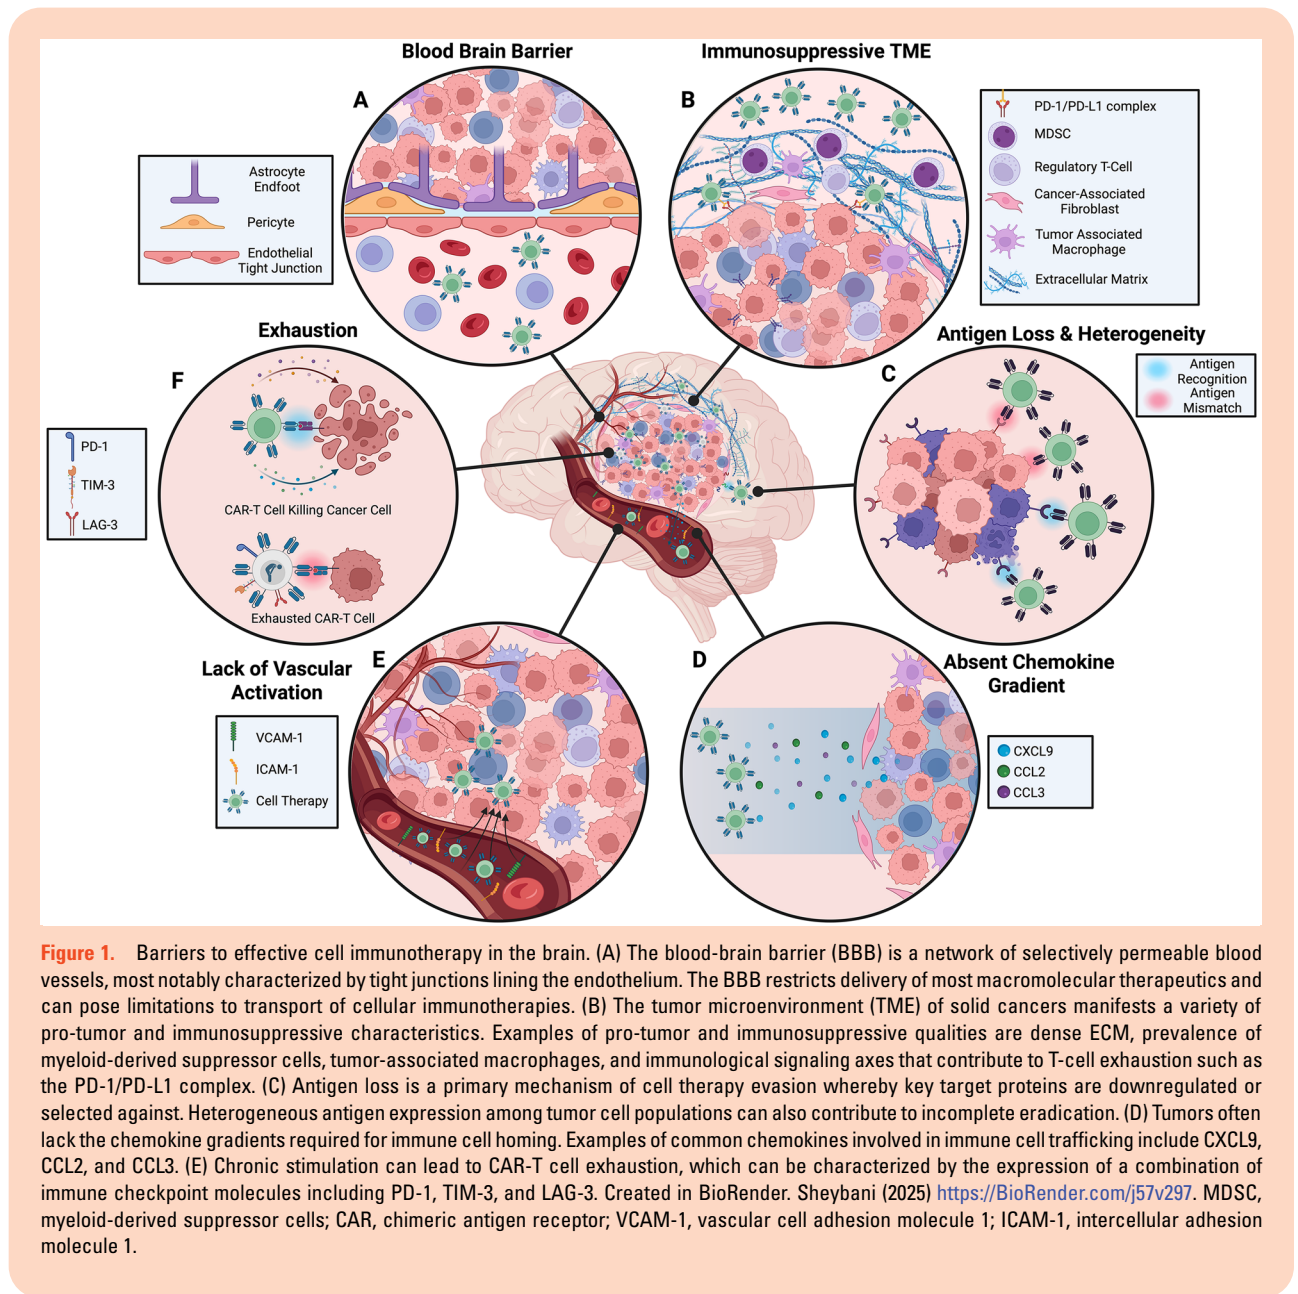 Blood Brain Barrier
A
Astrocyte
Endfoot
Pericyte
Endothelial
Tight Junction
Immunosuppressive TME
B
PD-1/PD-L1 complex
MDSC
Regulatory T-Cell
Cancer-Associated
Fibroblast
Tumor Associated
Macrophage
Extracellular Matrix
Antigen Loss & Heterogeneity
C
Antigen
Recognition
Antigen
Mismatch
Exhaustion
F
PD-1
TIM-3
LAG-3
CAR-T Cell Killing Cancer Cell
Exhausted CAR-T Cell
Lack of Vascular
Activation
E
VCAM-1
ICAM-1
Cell Therapy
D
Absent Chemokine
Gradient
CXCL9
CCL2
CCL3
Figure 1. Barriers to effective cell immunotherapy in the brain. (A) The blood-brain barrier (BBB) is a network of selectively permeable blood
vessels, most notably characterized by tight junctions lining the endothelium. The BBB restricts delivery of most macromolecular therapeutics and
can pose limitations to transport of cellular immunotherapies. (B) The tumor microenvironment (TME) of solid cancers manifests a variety of
pro-tumor and immunosuppressive characteristics. Examples of pro-tumor and immunosuppressive qualities are dense ECM, prevalence of
myeloid-derived suppressor cells, tumor-associated macrophages, and immunological signaling axes that contribute to T-cell exhaustion such as
the PD-1/PD-L1 complex. (C) Antigen loss is a primary mechanism of cell therapy evasion whereby key target proteins are downregulated or
selected against. Heterogeneous antigen expression among tumor cell populations can also contribute to incomplete eradication. (D) Tumors often
lack the chemokine gradients required for immune cell homing. Examples of common chemokines involved in immune cell trafficking include CXCL9,
CCL2, and CCL3. (E) Chronic stimulation can lead to CAR-T cell exhaustion, which can be characterized by the expression of a combination of
immune checkpoint molecules including PD-1, TIM-3, and LAG-3. Created in BioRender. Sheybani (2025) https://BioRender.com/j57v297. MDSC,
myeloid-derived suppressor cells; CAR, chimeric antigen receptor; VCAM-1, vascular cell adhesion molecule 1; ICAM-1, intercellular adhesion
molecule 1.